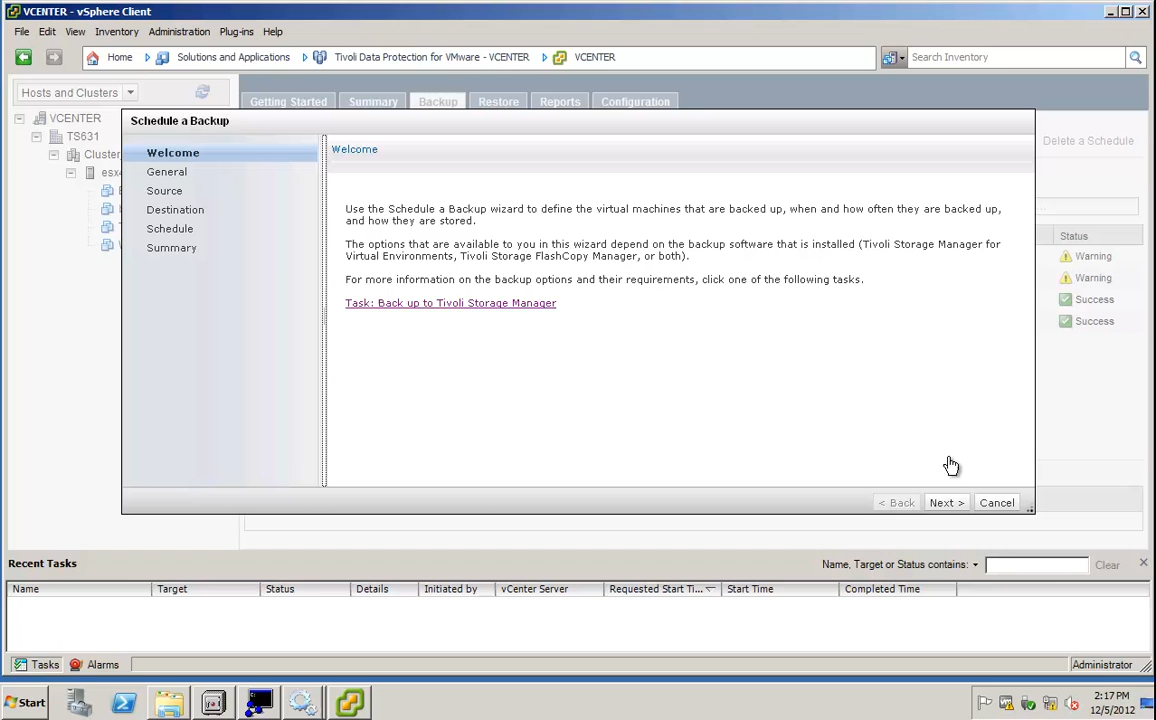 VCENTER - vSphere Client
File Edit View Inventory Administration Plug-ins Help
Home Solutions and Applications Tivoli Data Protection for VMware - VCENTER VCENTER Search Inventory
Hosts and Clusters
Getting Started Summary Backup Restore Reports Configuration
VCENTER
TS631
Cluster
Schedule a Backup
Delete a Schedule
Welcome
General
Source
Destination
Schedule
Summary
Welcome
Use the Schedule a Backup wizard to define the virtual machines that are backed up, when and how often they are backed up,
and how they are stored.
The options that are available to you in this wizard depend on the backup software that is installed (Tivoli Storage Manager for
Virtual Environments, Tivoli Storage FlashCopy Manager, or both).
For more information on the backup options and their requirements, click one of the following tasks.
Task: Back up to Tivoli Storage Manager
Status
Warning
Warning
Success
Success
< Back Next > Cancel
Recent Tasks Name, Target or Status contains: Clear
Name Target Status Details Initiated by vCenter Server Requested Start Ti... Start Time Completed Time
Tasks Alarms Administrator
Start 2:17 PM
12/5/2012